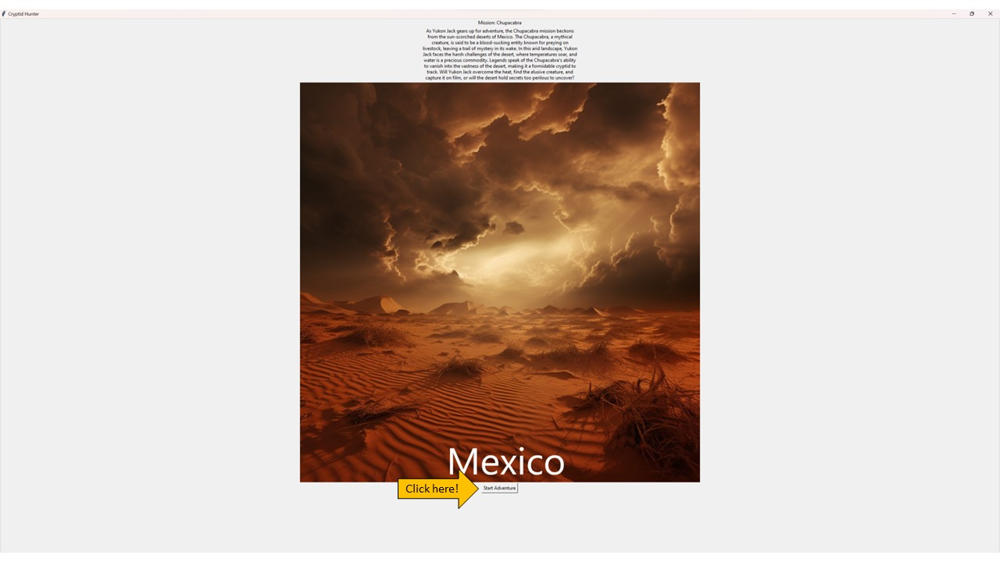 Cryptid Hunter
Mission: Chupacabra
As Yukon Jack gears up for adventure, the Chupacabra mission beckons
from the sun-scorched deserts of Mexico. The Chupacabra, a mythical
creature, is said to be a blood-sucking entity known for preying on
livestock, leaving a trail of mystery in its wake. In this arid landscape, Yukon
Jack faces the harsh challenges of the desert, where temperatures soar, and
water is a precious commodity. Legends speak of the Chupacabra's ability
to vanish into the vastness of the desert, making it a formidable cryptid to
track. Will Yukon Jack overcome the heat, find the elusive creature, and
capture it on film, or will the desert hold secrets too perilous to uncover?
Mexico
Click here!
Start Adventure